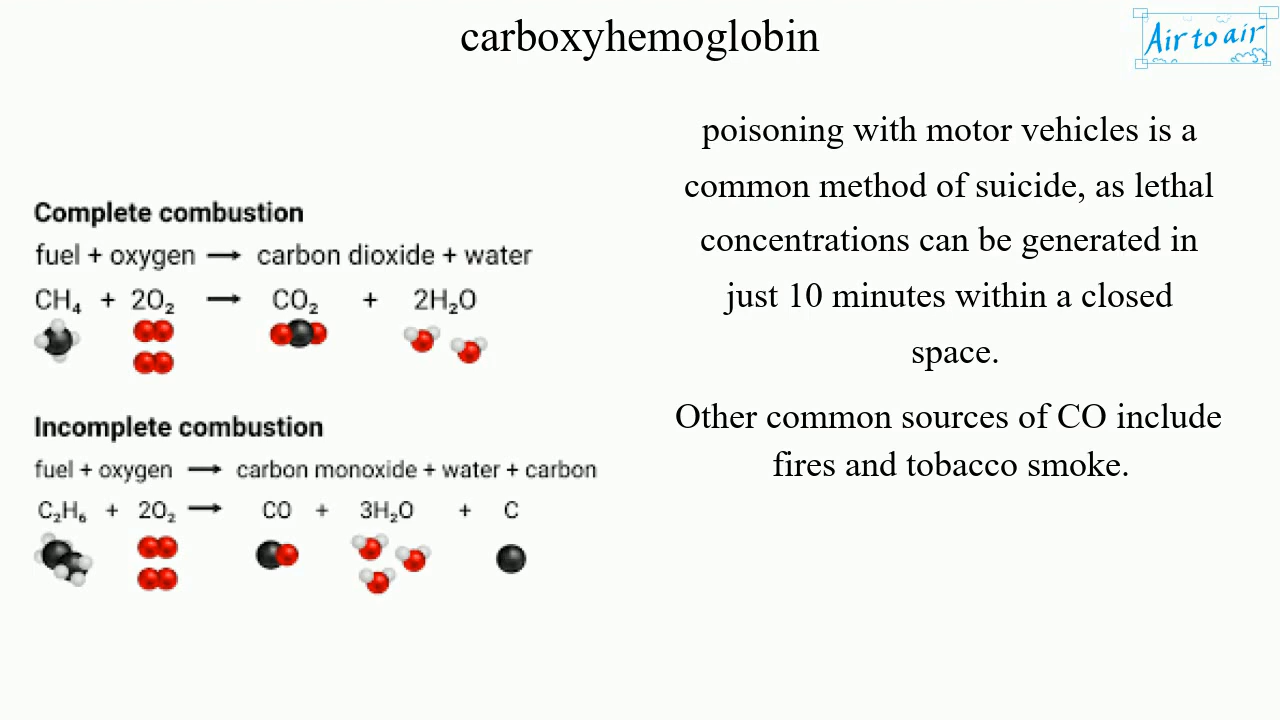 carboxyhemoglobin
Air to air
Complete combustion
fuel + oxygen → carbon dioxide + water
CH₄ + 2O₂ → CO₂ + 2H₂O
Incomplete combustion
fuel + oxygen → carbon monoxide + water + carbon
C₂H₆ + 2O₂ → CO + 3H₂O + C
poisoning with motor vehicles is a
common method of suicide, as lethal
concentrations can be generated in
just 10 minutes within a closed
space.
Other common sources of CO include
fires and tobacco smoke.